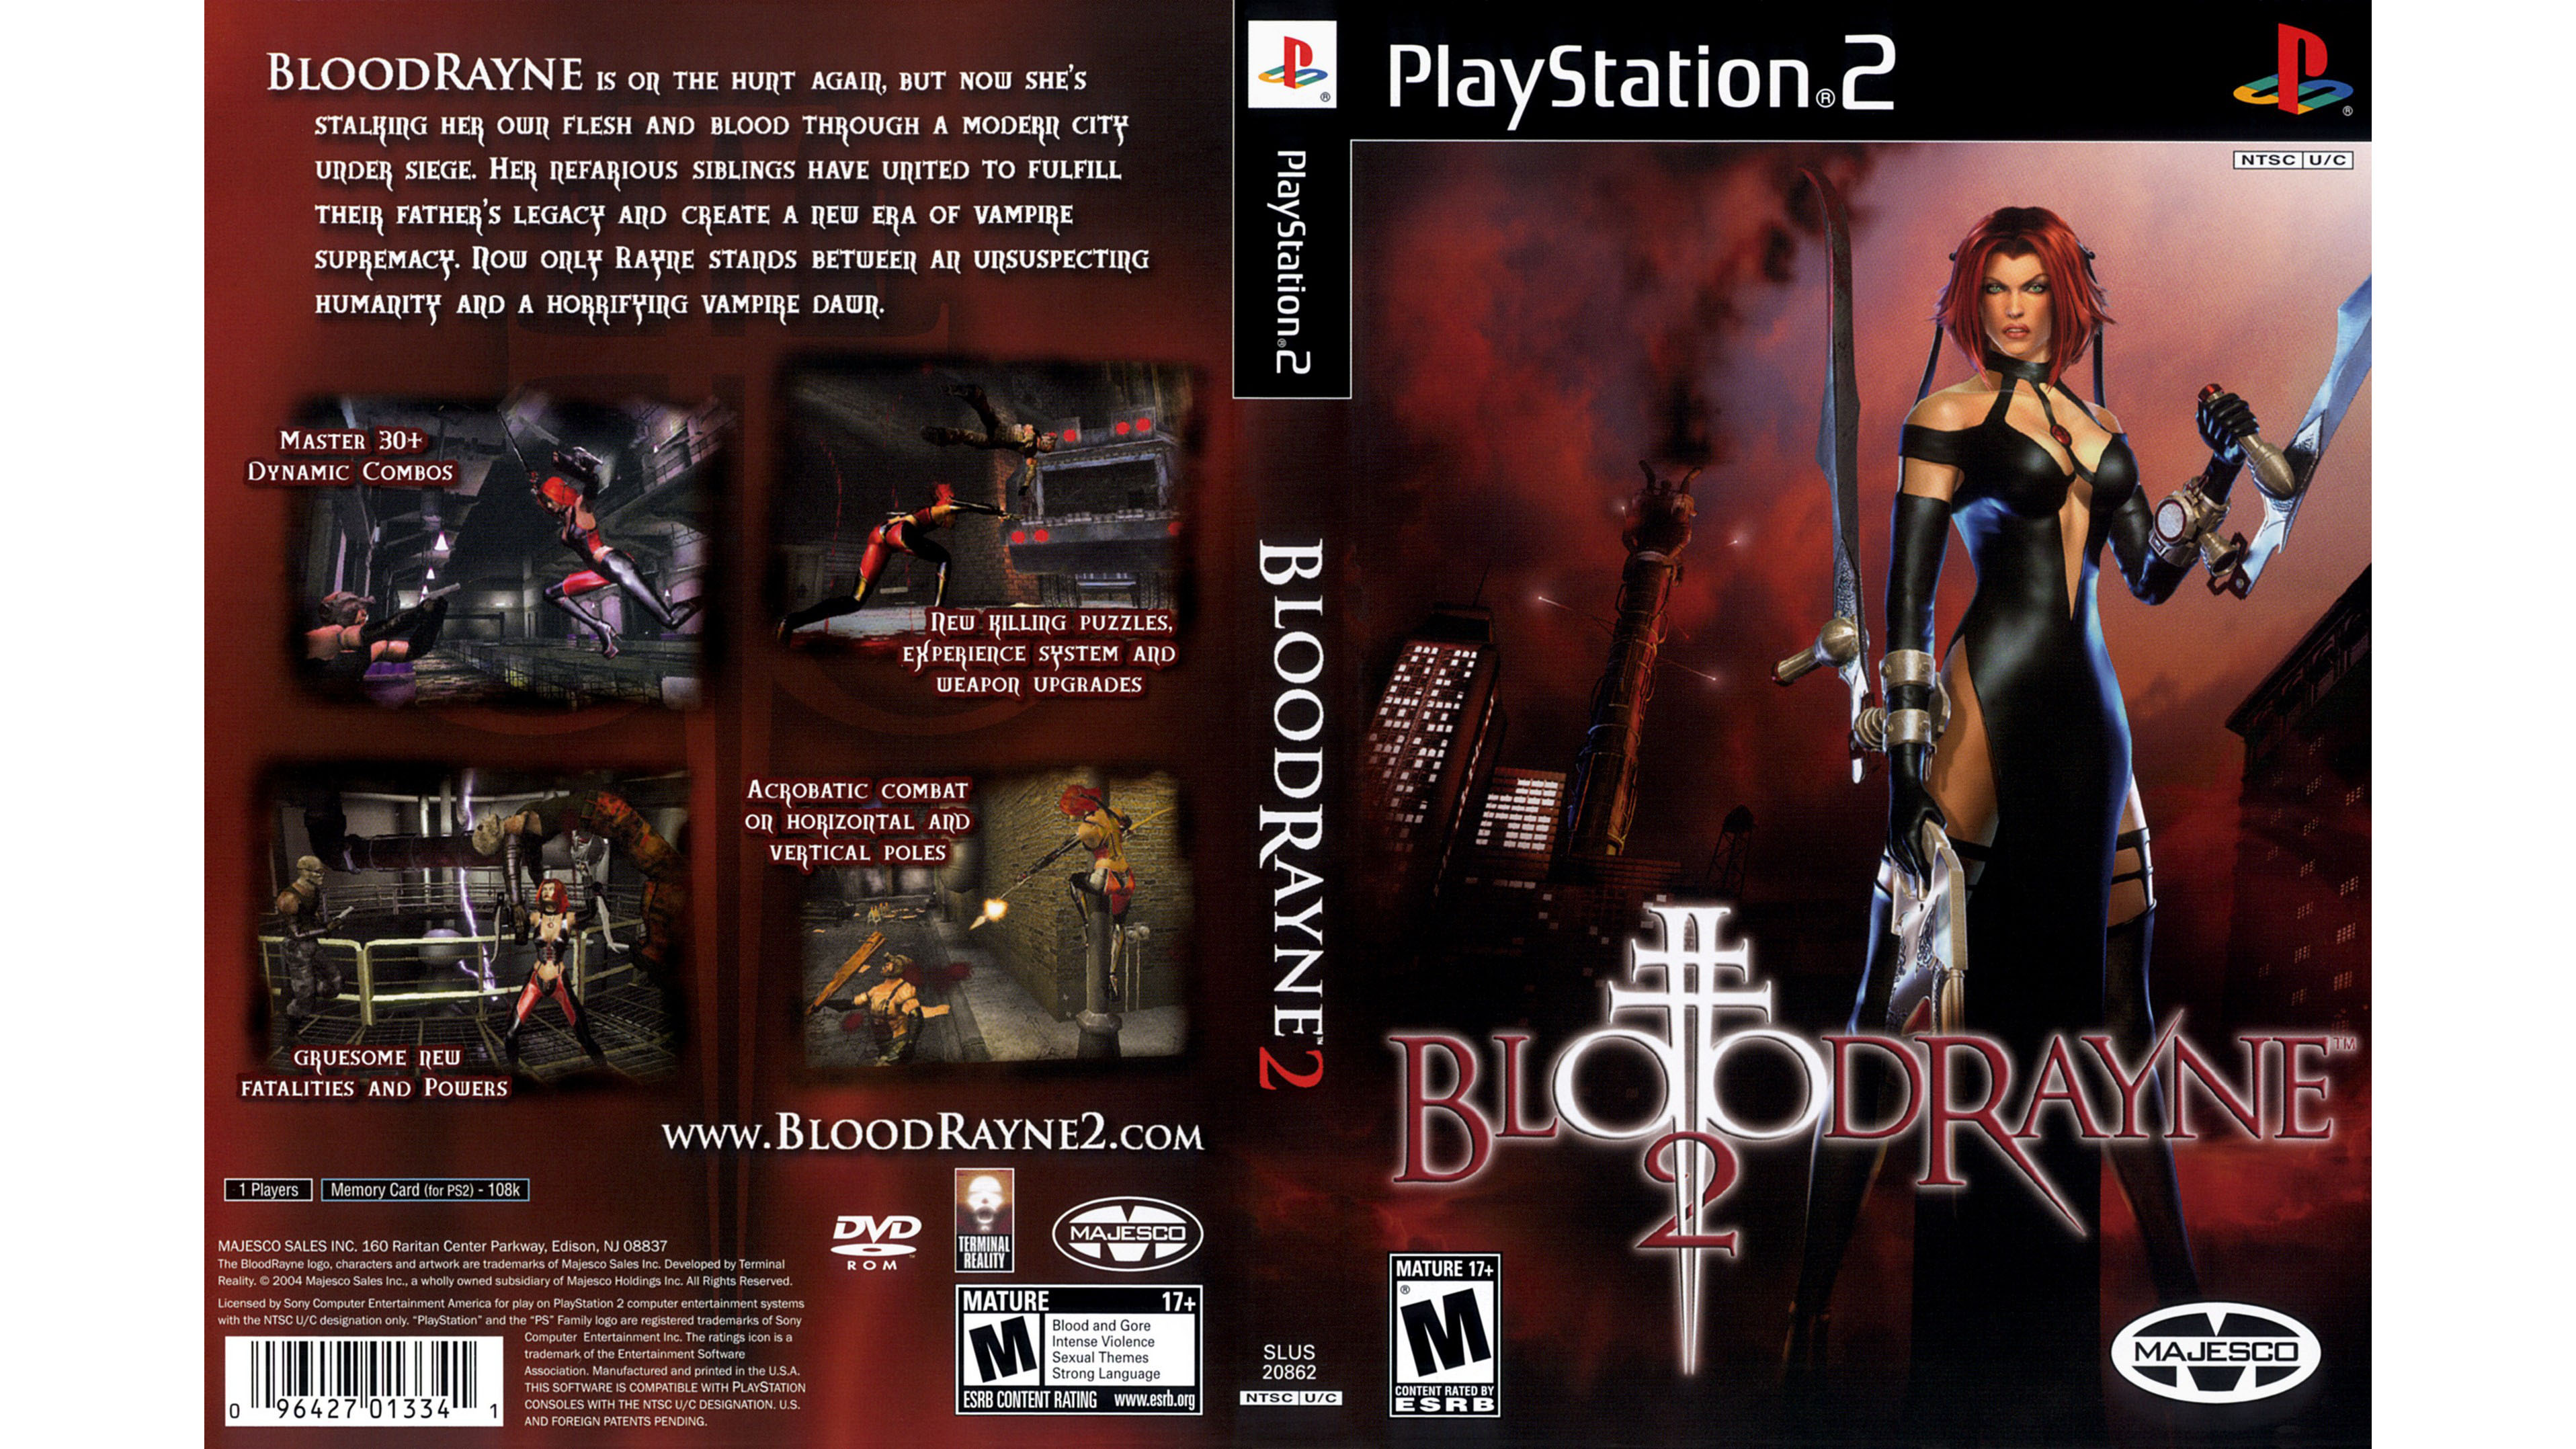 BLOODRAYNE IS ON THE HUNT AGAIN, BUT NOW SHE'S
STALKING HER OWN FLESH AND BLOOD THROUGH A MODERN CITY
UNDER SIEGE. HER NEFARIOUS SIBLINGS HAVE UNITED TO FULFILL
THEIR FATHER'S LEGACY AND CREATE A NEW ERA OF VAMPIRE
SUPREMACY. NOW ONLY RAYNE STANDS BETWEEN AN UNSUSPECTING
HUMANITY AND A HORRIFYING VAMPIRE DAWN.
MASTER 30+
DYNAMIC COMBOS
NEW KILLING PUZZLES,
EXPERIENCE SYSTEM AND
WEAPON UPGRADES
GRUESOME NEW
FATALITIES AND POWERS
ACROBATIC COMBAT
ON HORIZONTAL AND
VERTICAL POLES
WWW.BLOODRAYNE2.COM
1 Players
Memory Card (for PS2) - 108k
DVD
ROM
TERMINAL
REALITY
MAJESCO
MAJESCO SALES INC. 160 Raritan Center Parkway, Edison, NJ 08837
The BloodRayne logo, characters and artwork are trademarks of Majesco Sales Inc. Developed by Terminal
Reality. © 2004 Majesco Sales Inc., a wholly owned subsidiary of Majesco Holdings Inc. All Rights Reserved.
Licensed by Sony Computer Entertainment America for play on PlayStation 2 computer entertainment systems
with the NTSC U/C designation only. "PlayStation" and the "PS" Family logo are registered trademarks of Sony
Computer Entertainment Inc. The ratings icon is a
trademark of the Entertainment Software
Association. Manufactured and printed in the U.S.A.
THIS SOFTWARE IS COMPATIBLE WITH PLAYSTATION
CONSOLES WITH THE NTSC U/C DESIGNATION. U.S.
AND FOREIGN PATENTS PENDING.
0 96427 01334 1
MATURE 17+
M
Blood and Gore
Intense Violence
Sexual Themes
Strong Language
ESRB CONTENT RATING www.esrb.org
PlayStation®2
BLOODRAYNE™ 2
SLUS
20862
NTSC U/C
PlayStation®2
NTSC U/C
BLOODRAYNE™
2
MATURE 17+
M
CONTENT RATED BY
ESRB
MAJESCO